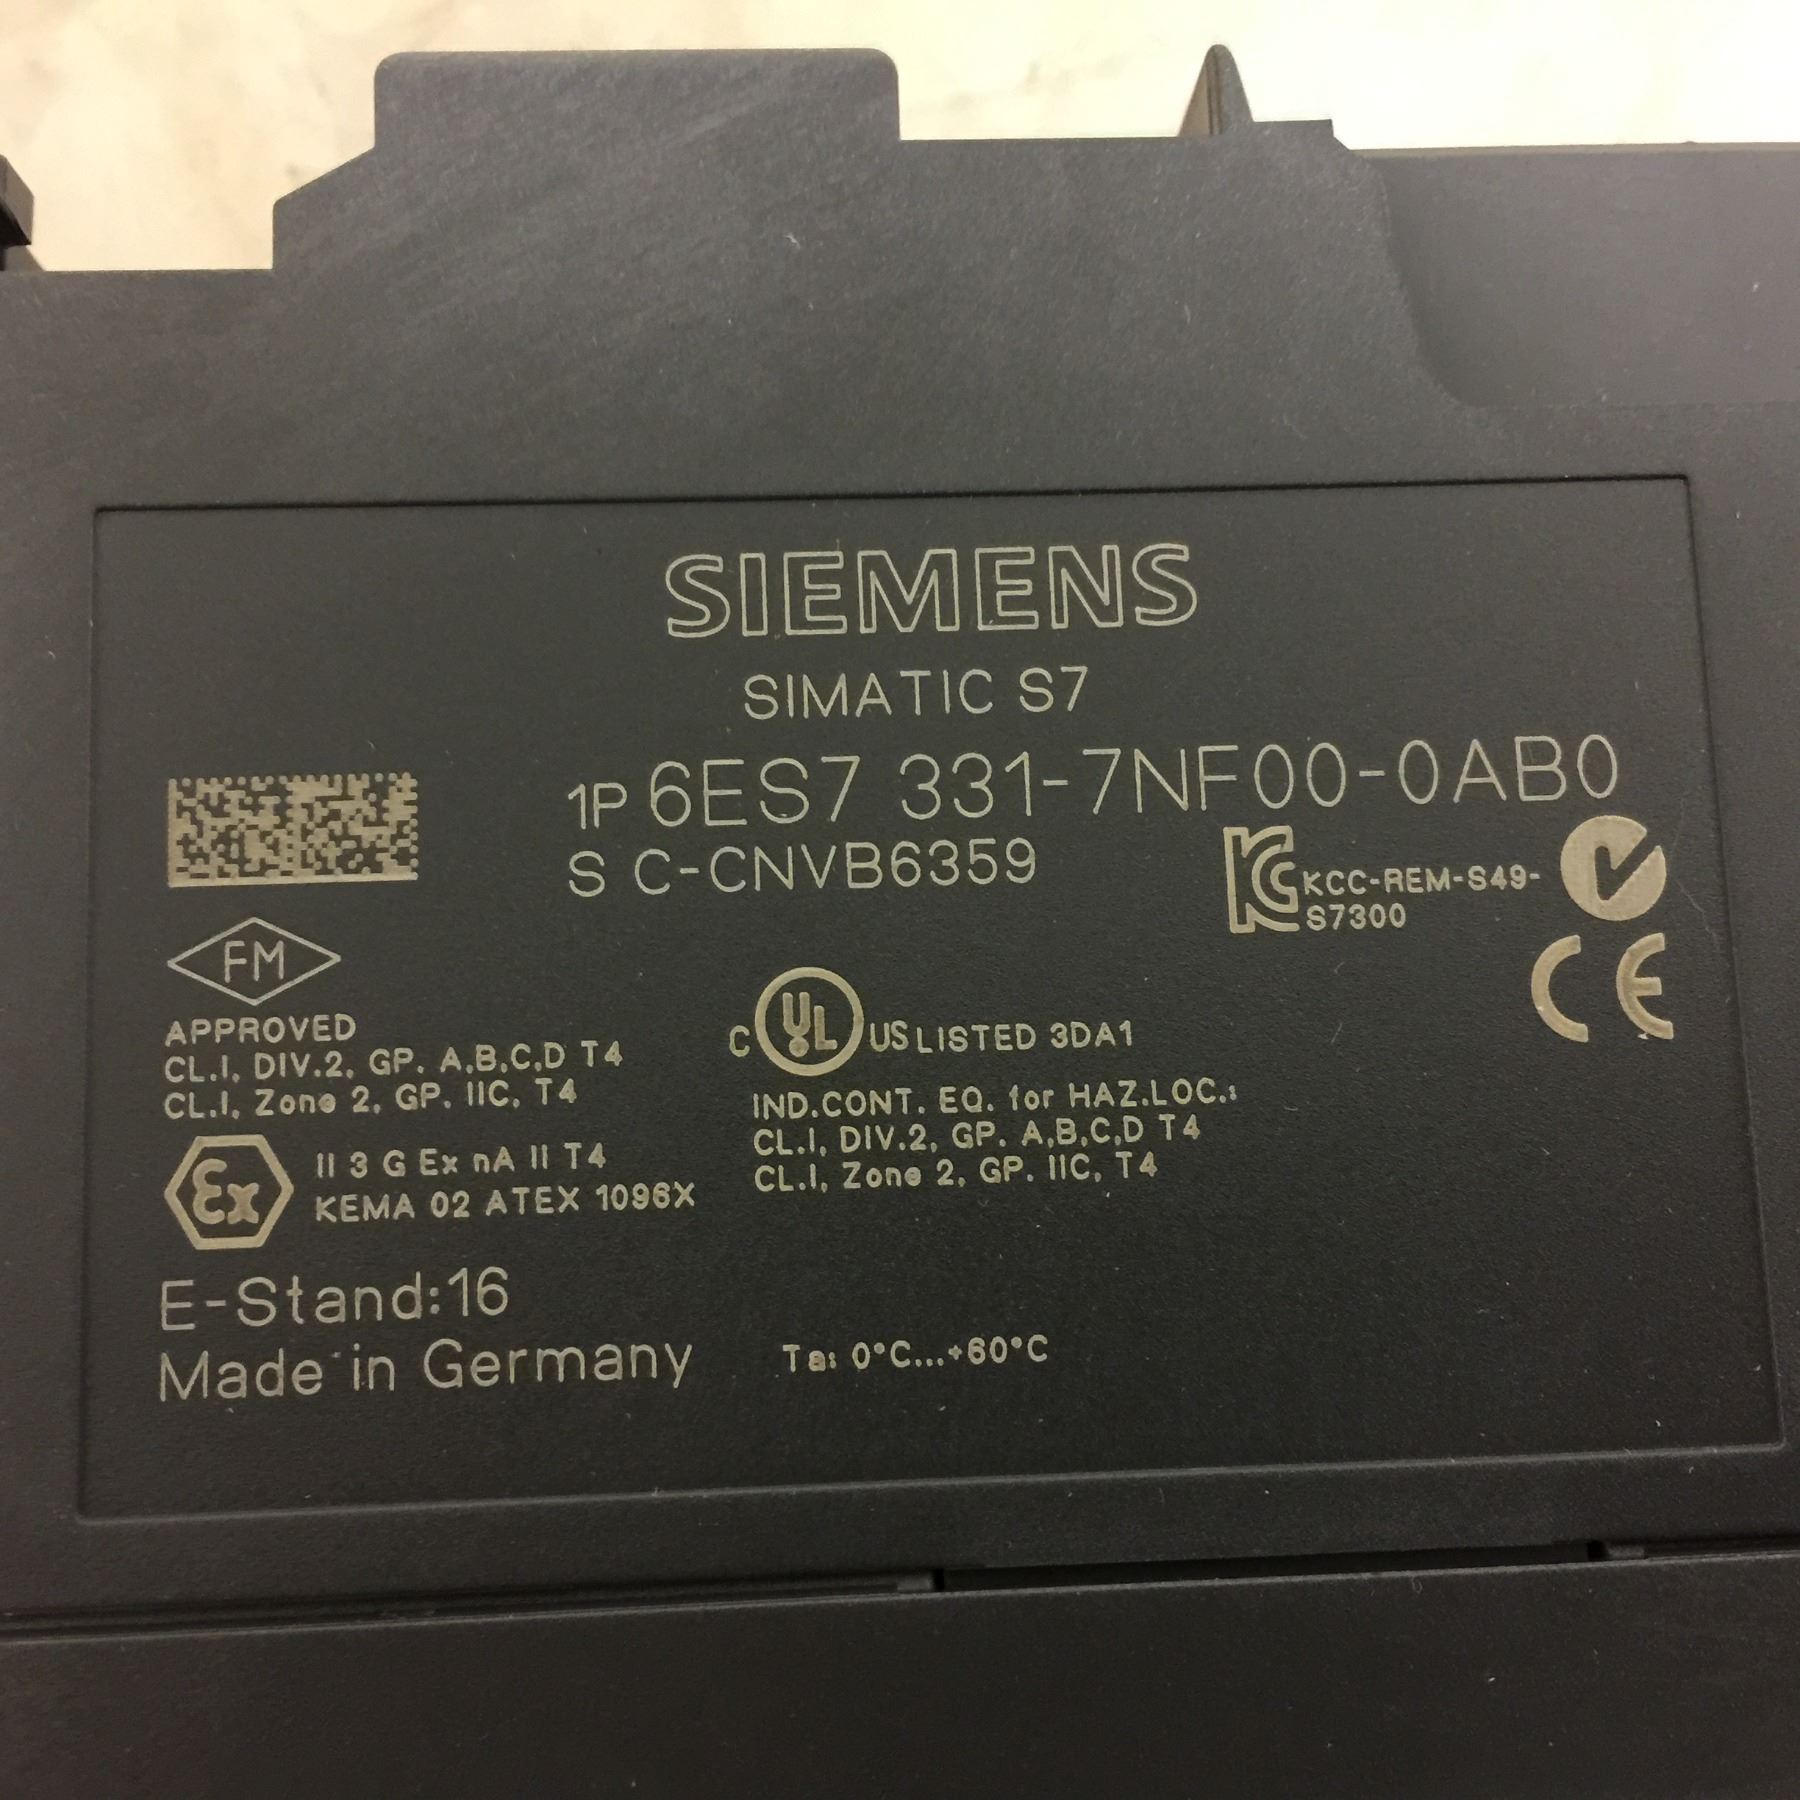 SIEMENS
SIMATIC S7
1P 6ES7 331-7NF00-0AB0
S C-CNVB6359
KCC-REM-S49-
S7300
FM
APPROVED
CL.I, DIV.2, GP. A,B,C,D T4
CL.I, Zone 2, GP. IIC, T4
C UL US LISTED 3DA1
IND.CONT. EQ. for HAZ.LOC.:
CL.I, DIV.2, GP. A,B,C,D T4
CL.I, Zone 2, GP. IIC, T4
CE
Ex II 3 G Ex nA II T4
KEMA 02 ATEX 1096X
E-Stand:16
Made in Germany
Ta: 0°C...+60°C